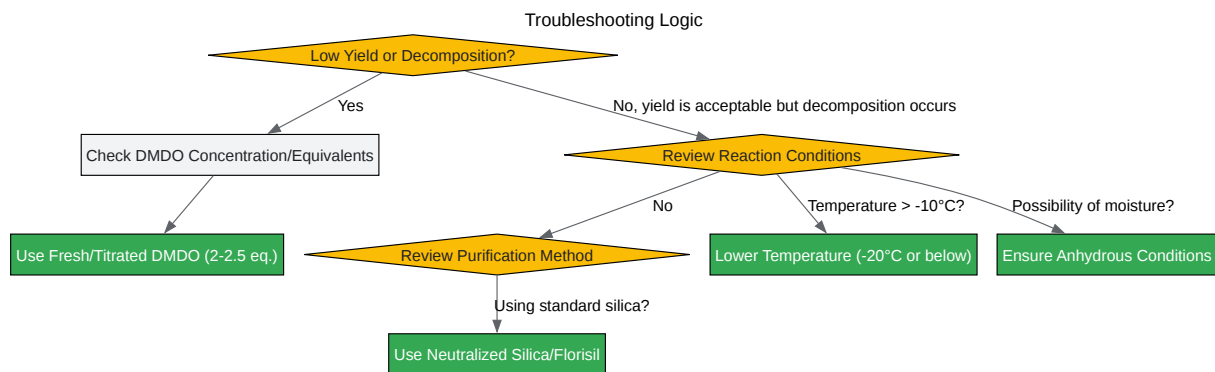 Troubleshooting Logic
Low Yield or Decomposition?
Yes
No, yield is acceptable but decomposition occurs
Check DMDO Concentration/Equivalents
Review Reaction Conditions
No
Temperature > -10°C?
Possibility of moisture?
Use Fresh/Titrated DMDO (2-2.5 eq.)
Review Purification Method
Lower Temperature (-20°C or below)
Ensure Anhydrous Conditions
Using standard silica?
Use Neutralized Silica/Florisil